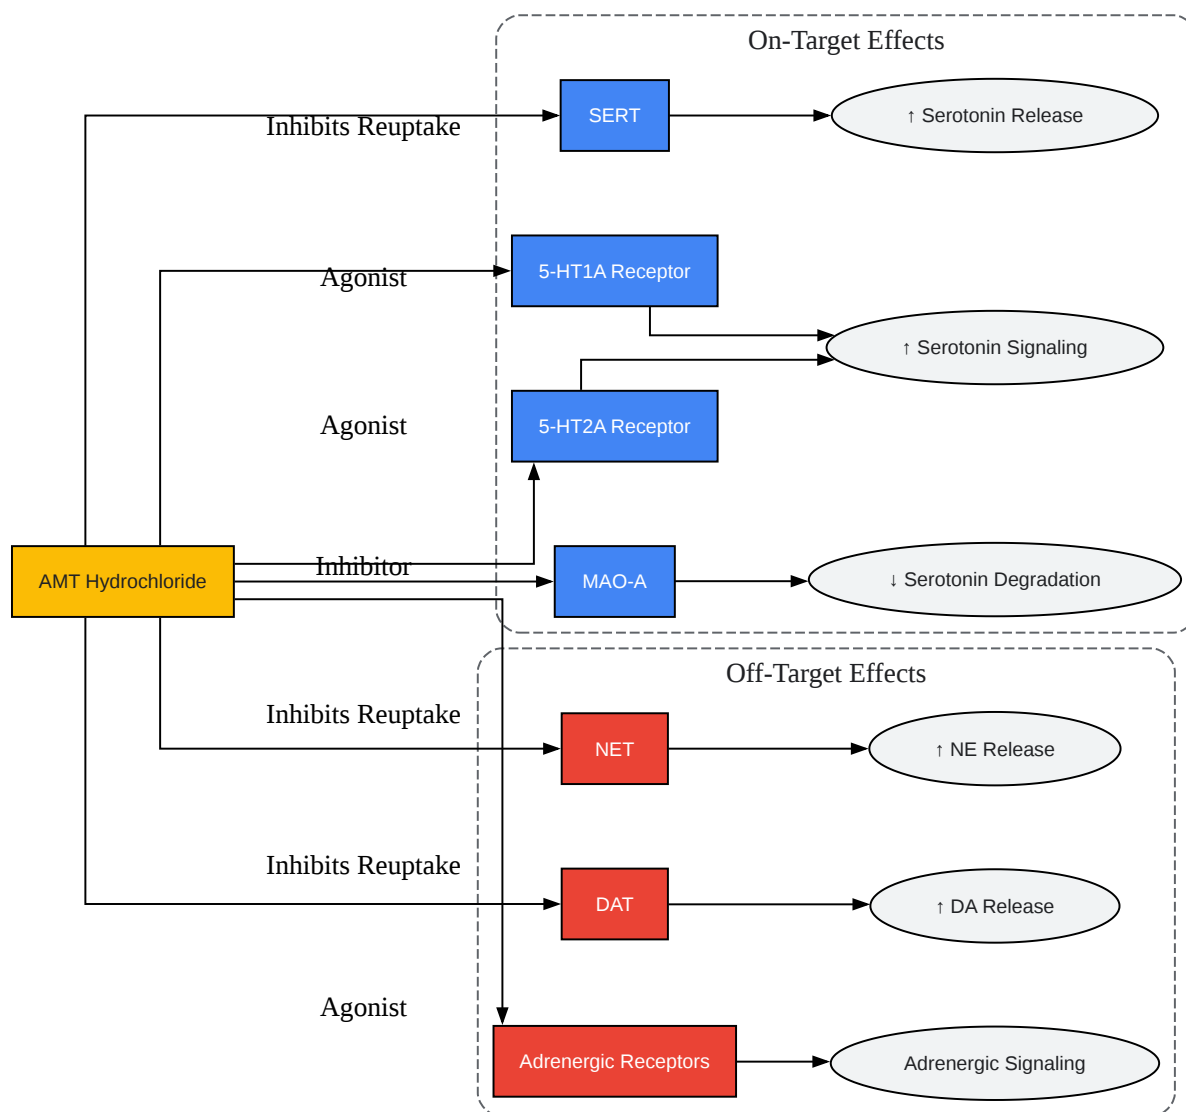 On-Target Effects
Inhibits Reuptake
SERT
↑ Serotonin Release
Agonist
5-HT1A Receptor
↑ Serotonin Signaling
Agonist
5-HT2A Receptor
AMT Hydrochloride
Inhibitor
MAO-A
↓ Serotonin Degradation
Off-Target Effects
Inhibits Reuptake
NET
↑ NE Release
Inhibits Reuptake
DAT
↑ DA Release
Agonist
Adrenergic Receptors
Adrenergic Signaling